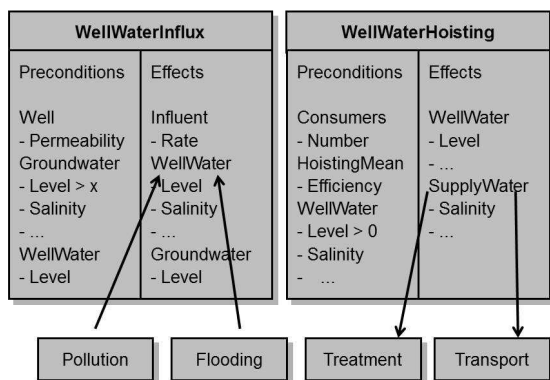 WellWaterInflux
Preconditions
Well
- Permeability
Groundwater
- Level > x
- Salinity
- ...
WellWater
- Level
Effects
Influent
- Rate
WellWater
- Level
- Salinity
- ...
Groundwater
- Level
WellWaterHoisting
Preconditions
Consumers
- Number
HoistingMean
- Efficiency
WellWater
- Level > 0
- Salinity
- ...
Effects
WellWater
- Level
- ...
SupplyWater
- Salinity
- ...
Pollution
Flooding
Treatment
Transport